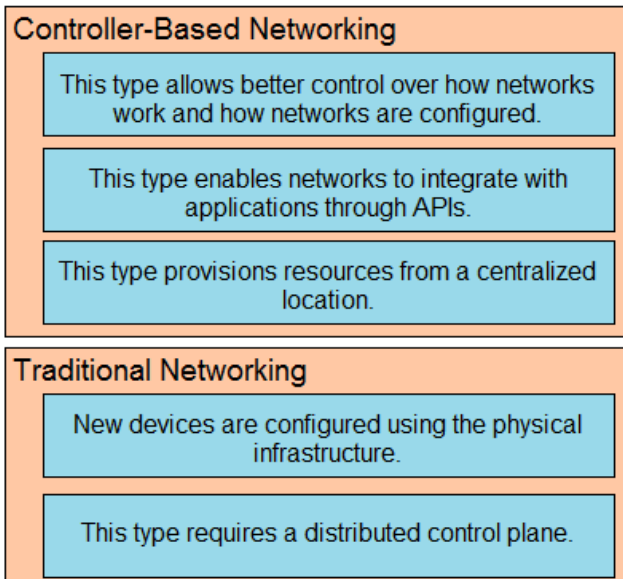 Controller-Based Networking
This type allows better control over how networks
work and how networks are configured.
This type enables networks to integrate with
applications through APIs.
This type provisions resources from a centralized
location.
Traditional Networking
New devices are configured using the physical
infrastructure.
This type requires a distributed control plane.